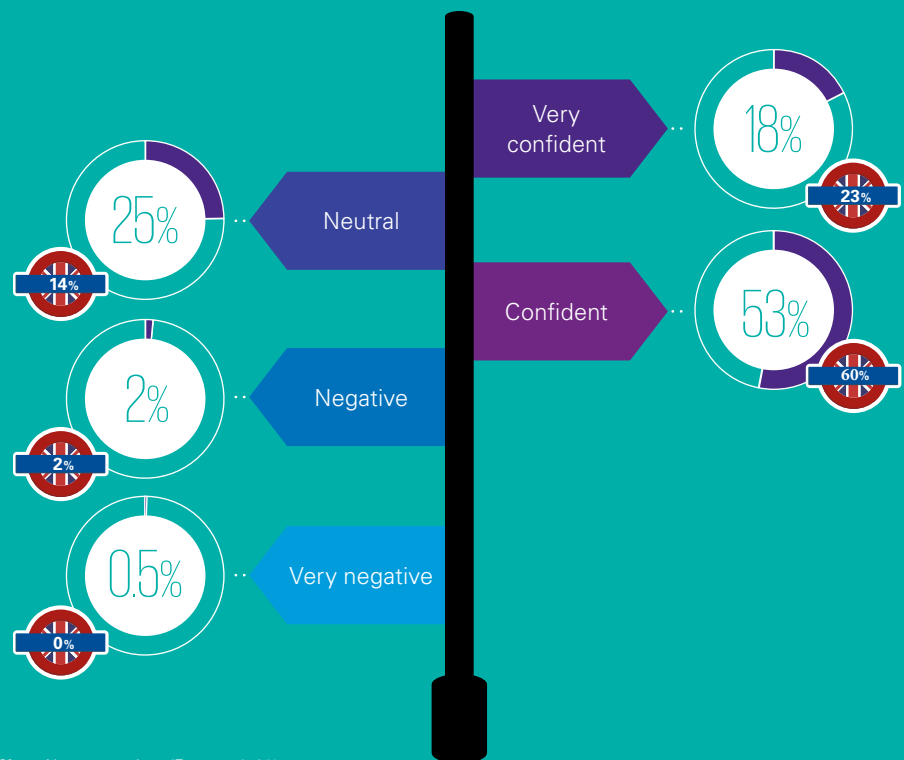 Very
confident
18%
23%
25%
Neutral
14%
Confident
53%
60%
2%
Negative
2%
0.5%
Very negative
0%